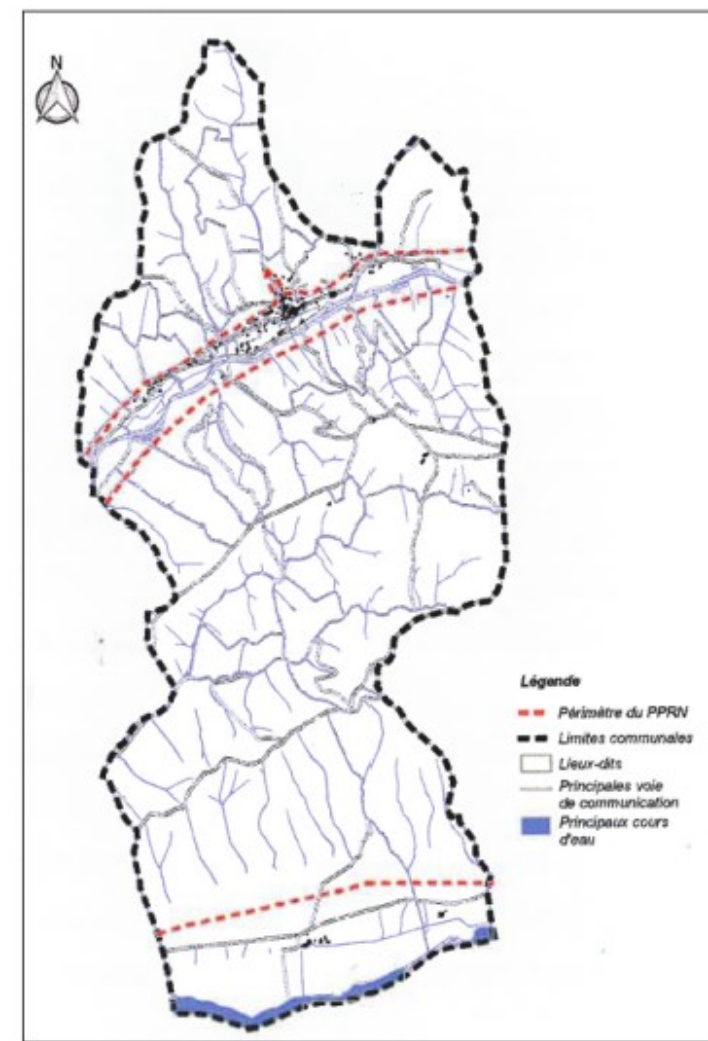 N
Légende
Périmètre du PPRN
Limites communales
Lieux-dits
Principales voie
de communication
Principaux cours
d'eau